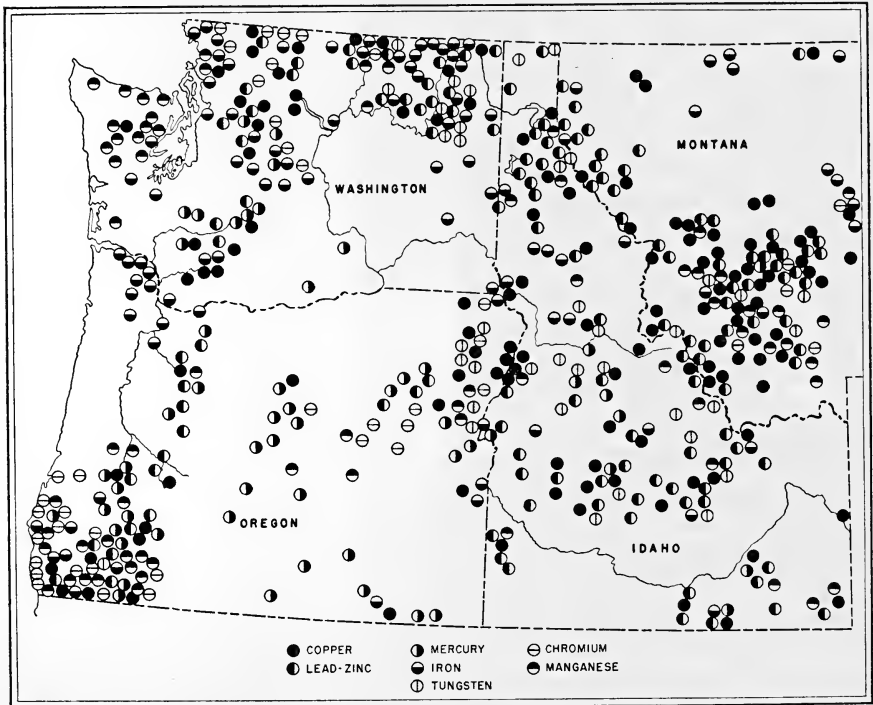 MONTANA
WASHINGTON
OREGON
IDAHO
COPPER
MERCURY
CHROMIUM
LEAD-ZINC
IRON
MANGANESE
TUNGSTEN